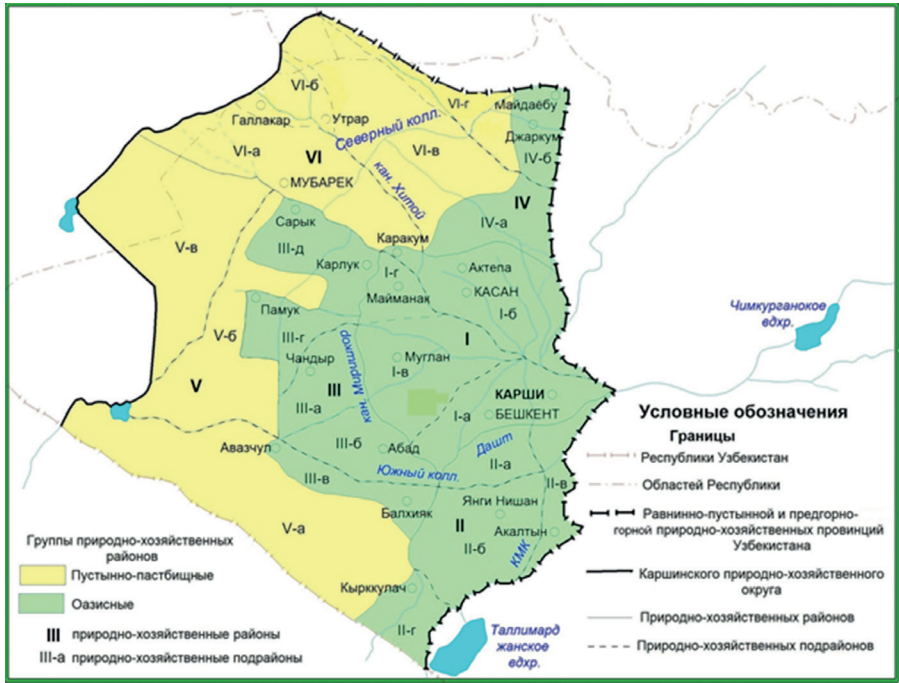 VI-б
VI-г
Майдаёбу
Галлакар
Утрар
Северный колл.
Джаркум
VI-а
VI
VI-в
IV-б
МУБАРЕК
кан. Хитой
IV
Сарык
IV-а
V-в
III-д
Каракум
Карлук
I-г
Актепа
Майманак
КАСАН
Памук
I-б
Чимкурганокое
вдхр.
V-б
III-г
кан. Миришкор
I
Чандыр
Муглан
I-в
V
III
КАРШИ
III-а
I-а
БЕШКЕНТ
Авазчул
III-б
Абад
Дашт
Южный колл.
II-а
III-в
II-в
Балхияк
Янги Нишан
V-а
II
Акалтын
II-б
КМК
Кырккулач
II-г
Таллимард
жанское
вдхр.
Условные обозначения
Границы
Республики Узбекистан
Областей Республики
Равнинно-пустынной и предгорно-
горной природно-хозяйственных провинций
Узбекистана
Каршинского природно-хозяйственного
округа
Природно-хозяйственных районов
Природно-хозяйственных подрайонов
Группы природно-хозяйственных
районов
Пустынно-пастбищные
Оазисные
III природно-хозяйственные районы
III-а природно-хозяйственные подрайоны